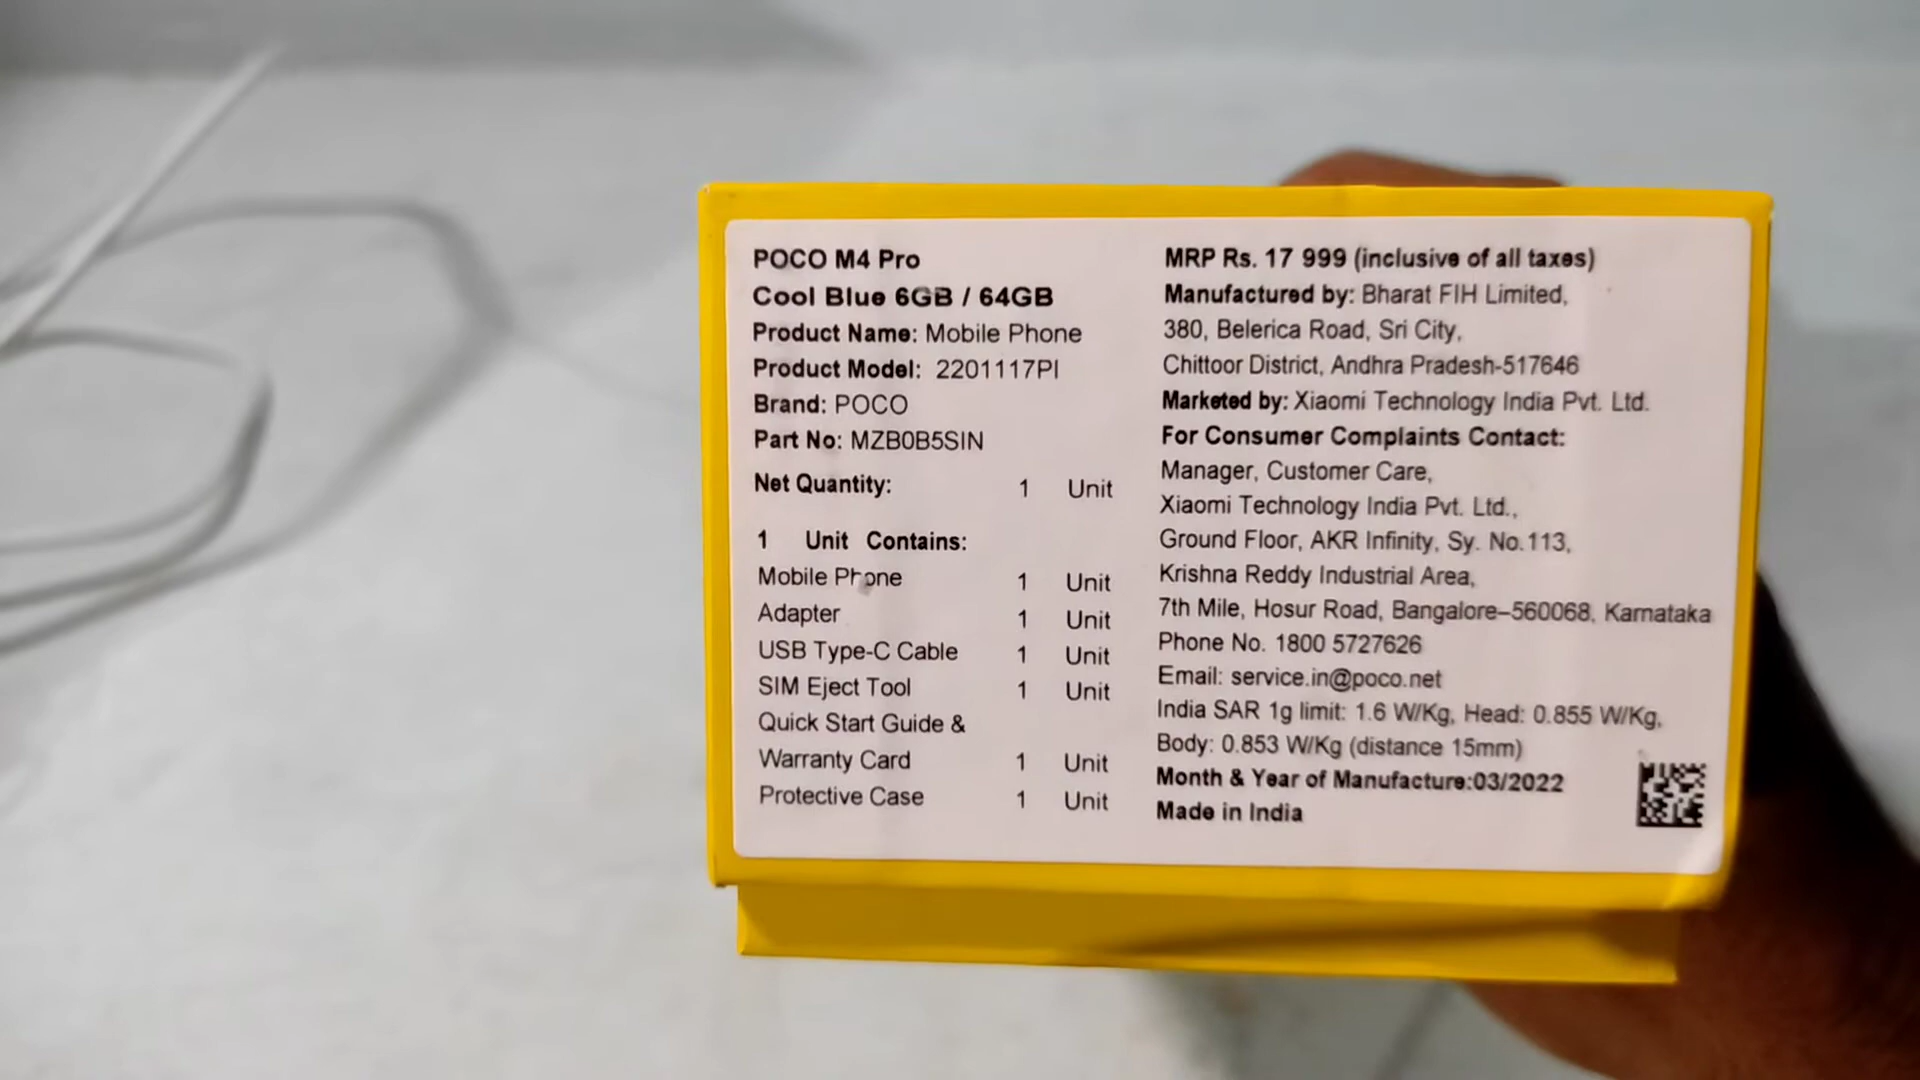 POCO M4 Pro
Cool Blue 6GB / 64GB
Product Name: Mobile Phone
Product Model: 2201117PI
Brand: POCO
Part No: MZB0B5SIN
Net Quantity: 1 Unit
1 Unit Contains:
Mobile Phone 1 Unit
Adapter 1 Unit
USB Type-C Cable 1 Unit
SIM Eject Tool 1 Unit
Quick Start Guide &
Warranty Card 1 Unit
Protective Case 1 Unit
MRP Rs. 17 999 (inclusive of all taxes)
Manufactured by: Bharat FIH Limited,
380, Belerica Road, Sri City,
Chittoor District, Andhra Pradesh-517646
Marketed by: Xiaomi Technology India Pvt. Ltd.
For Consumer Complaints Contact:
Manager, Customer Care,
Xiaomi Technology India Pvt. Ltd.,
Ground Floor, AKR Infinity, Sy. No.113,
Krishna Reddy Industrial Area,
7th Mile, Hosur Road, Bangalore–560068, Karnataka
Phone No. 1800 5727626
Email: service.in@poco.net
India SAR 1g limit: 1.6 W/Kg, Head: 0.855 W/Kg,
Body: 0.853 W/Kg (distance 15mm)
Month & Year of Manufacture:03/2022
Made in India